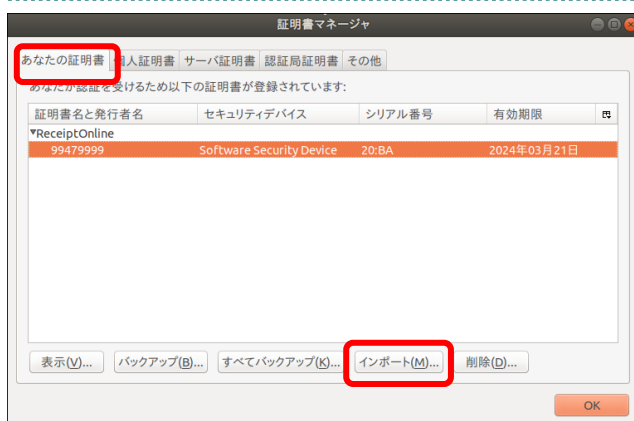 証明書マネージャ
あなたの証明書 個人証明書 サーバ証明書 認証局証明書 その他
あなたが認証を受けるため以下の証明書が登録されています:
証明書名と発行者名 セキュリティデバイス シリアル番号 有効期限
▼ReceiptOnline
99479999 Software Security Device 20:BA 2024年03月21日
表示(V)... バックアップ(B)... すべてバックアップ(K)... インポート(M)... 削除(D)...
OK